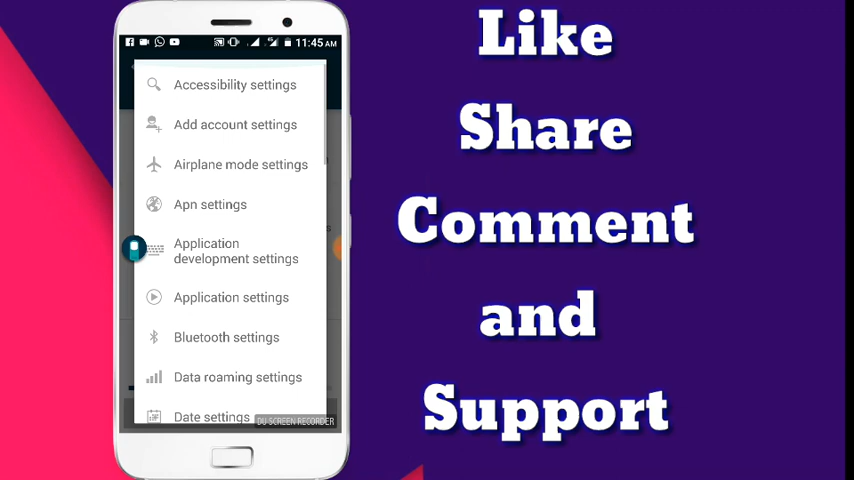 11:45 AM
Accessibility settings
Add account settings
Airplane mode settings
Apn settings
Application
development settings
Application settings
Bluetooth settings
Data roaming settings
Date settings
DU SCREEN RECORDER
Like
Share
Comment
and
Support